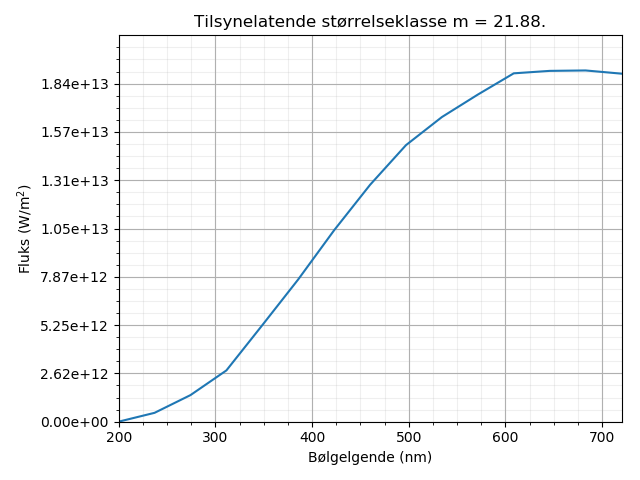 Tilsynelatende størrelseklasse m = 21.88.
1.84e+13
1.57e+13
1.31e+13
1.05e+13
7.87e+12
5.25e+12
2.62e+12
0.00e+00
Fluks (W/m²)
200 300 400 500 600 700
Bølgelgende (nm)